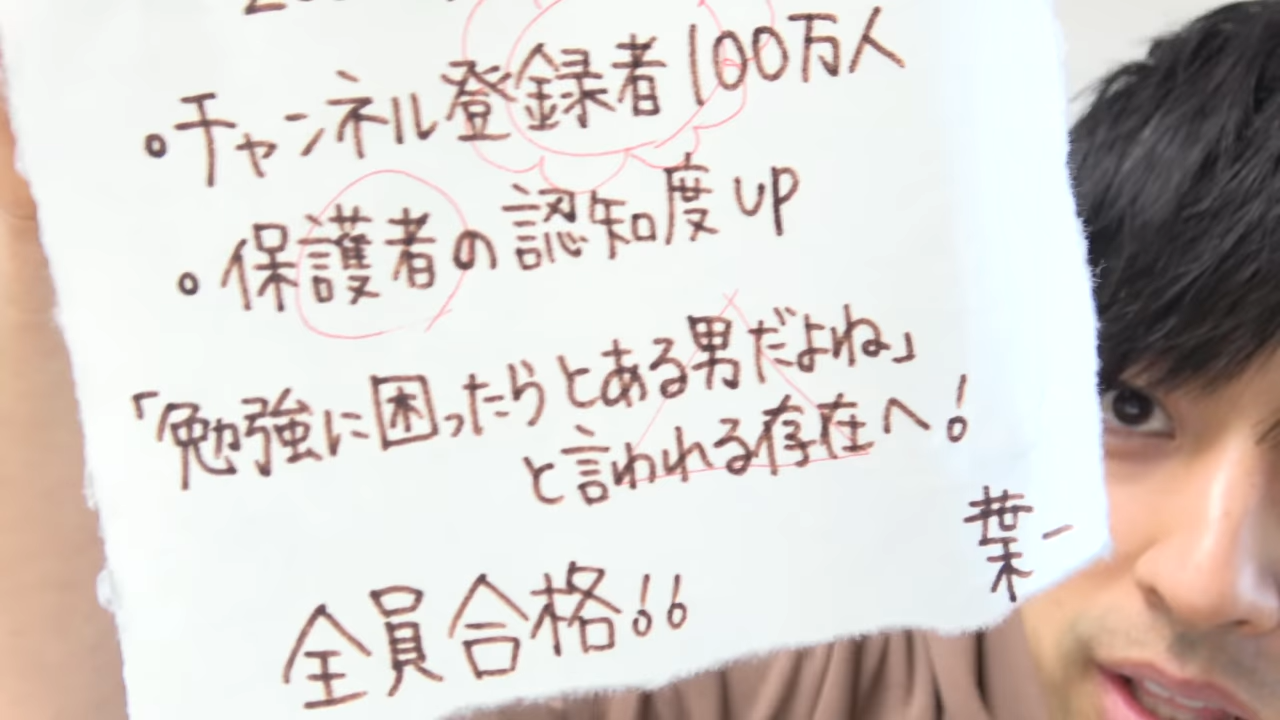 ・チャンネル登録者100万人
・保護者の認知度UP
「勉強に困ったらとある男だよね」
と言われる存在へ!
葉一
全員合格!!